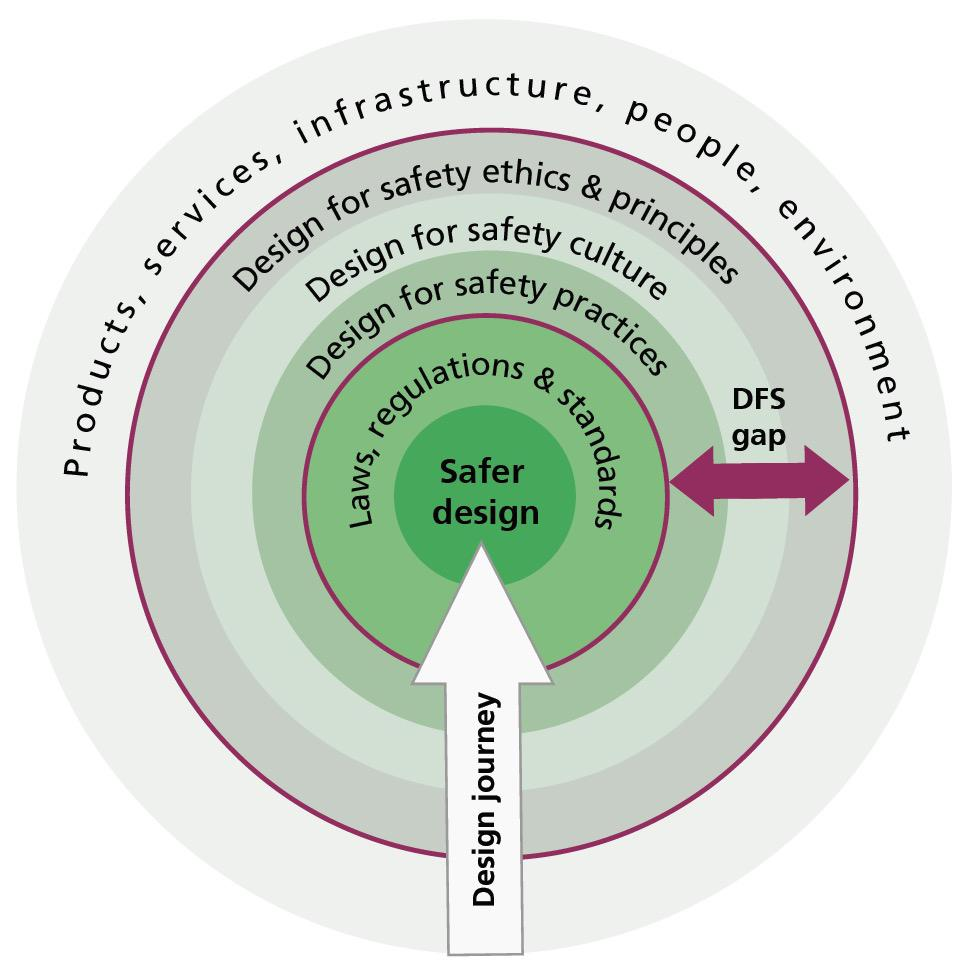 Products, services, infrastructure, people, environment
Design for safety ethics & principles
Design for safety culture
Design for safety practices
Laws, regulations & standards
Safer
design
DFS
gap
Design journey